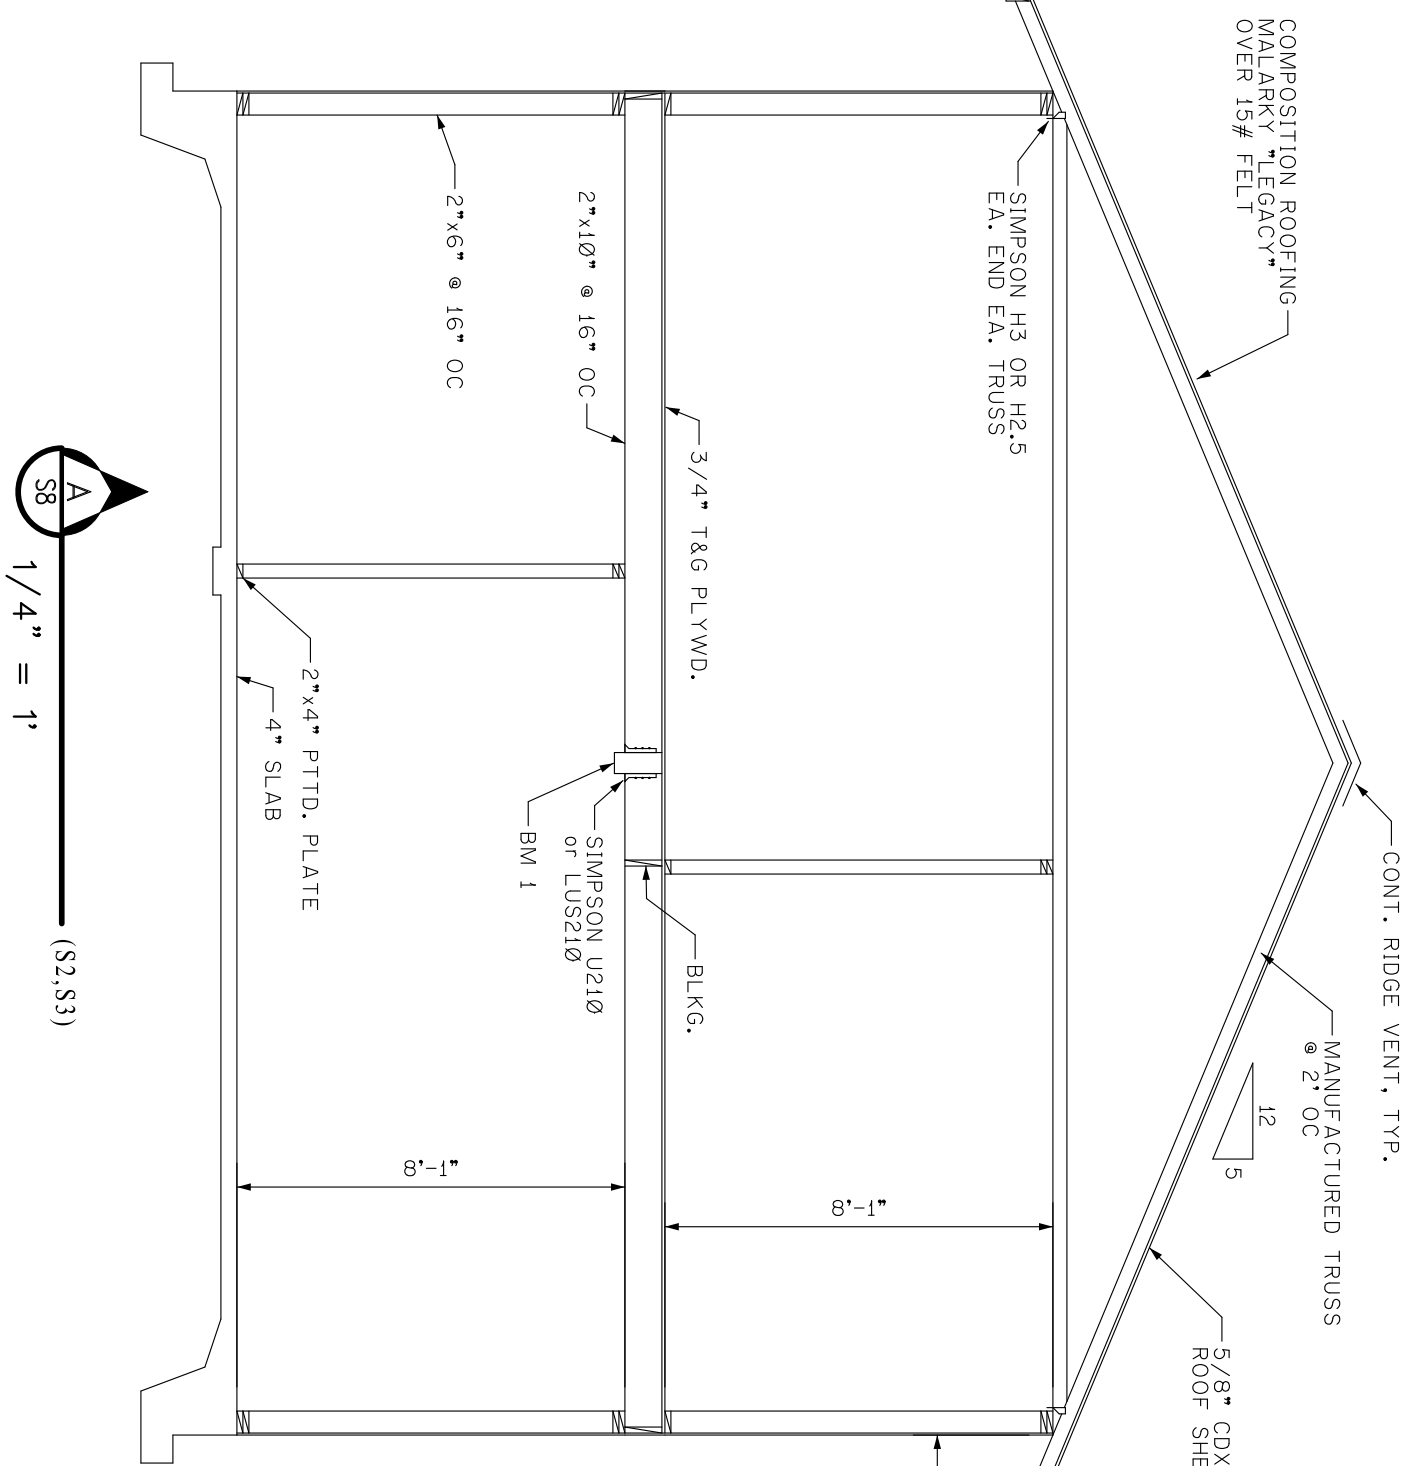 COMPOSITION ROOFING
MALARKY "LEGACY"
OVER 15# FELT
CONT. RIDGE VENT, TYP.
MANUFACTURED TRUSS
@ 2' OC
12
5
5/8" CDX
ROOF SHE
SIMPSON H3 OR H2.5
EA. END EA. TRUSS
3/4" T&G PLYWD.
BLKG.
8'-1"
2"x10" @ 16" OC
SIMPSON U210
or LUS210
BM 1
2"x6" @ 16" OC
8'-1"
2"x4" PTTD. PLATE
4" SLAB
A
S8
(S2,S3)
1/4" = 1'